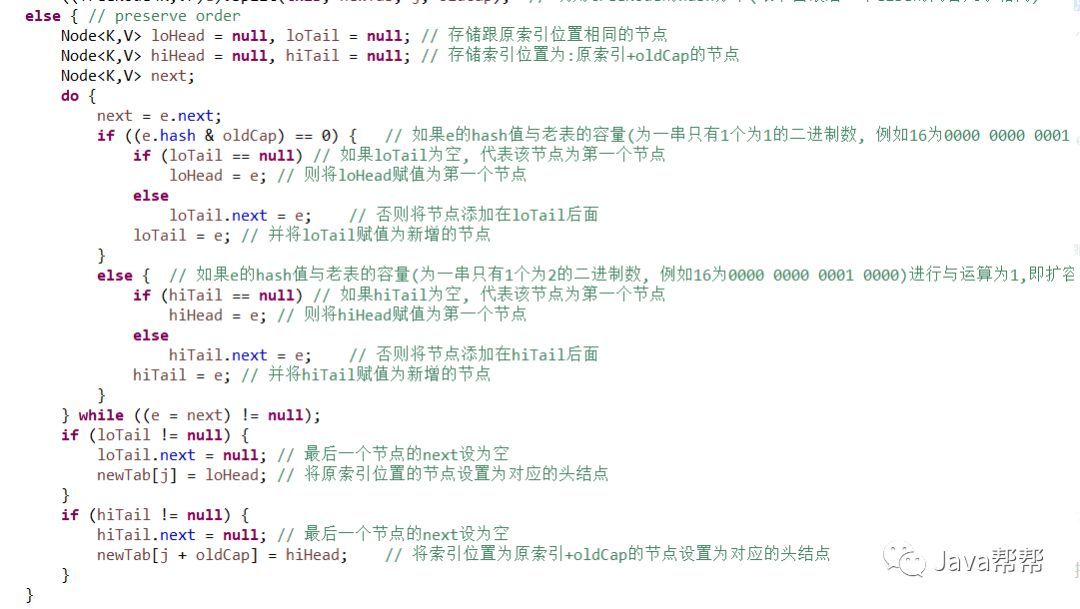 else { // preserve order
Node<K,V> loHead = null, loTail = null; // 存储跟原索引位置相同的节点
Node<K,V> hiHead = null, hiTail = null; // 存储索引位置为:原索引+oldCap的节点
Node<K,V> next;
do {
next = e.next;
if ((e.hash & oldCap) == 0) { // 如果e的hash值与老表的容量(为一串只有1个为1的二进制数, 例如16为0000 0000 0001
if (loTail == null) // 如果loTail为空, 代表该节点为第一个节点
loHead = e; // 则将loHead赋值为第一个节点
else
loTail.next = e; // 否则将节点添加在loTail后面
loTail = e; // 并将loTail赋值为新增的节点
}
else { // 如果e的hash值与老表的容量(为一串只有1个为2的二进制数, 例如16为0000 0000 0001 0000)进行与运算为1,即扩容
if (hiTail == null) // 如果hiTail为空, 代表该节点为第一个节点
hiHead = e; // 则将hiHead赋值为第一个节点
else
hiTail.next = e; // 否则将节点添加在hiTail后面
hiTail = e; // 并将hiTail赋值为新增的节点
}
} while ((e = next) != null);
if (loTail != null) {
loTail.next = null; // 最后一个节点的next设为空
newTab[j] = loHead; // 将原索引位置的节点设置为对应的头结点
}
if (hiTail != null) {
hiTail.next = null; // 最后一个节点的next设为空
newTab[j + oldCap] = hiHead; // 将索引位置为原索引+oldCap的节点设置为对应的头结点
}
}
Java帮帮